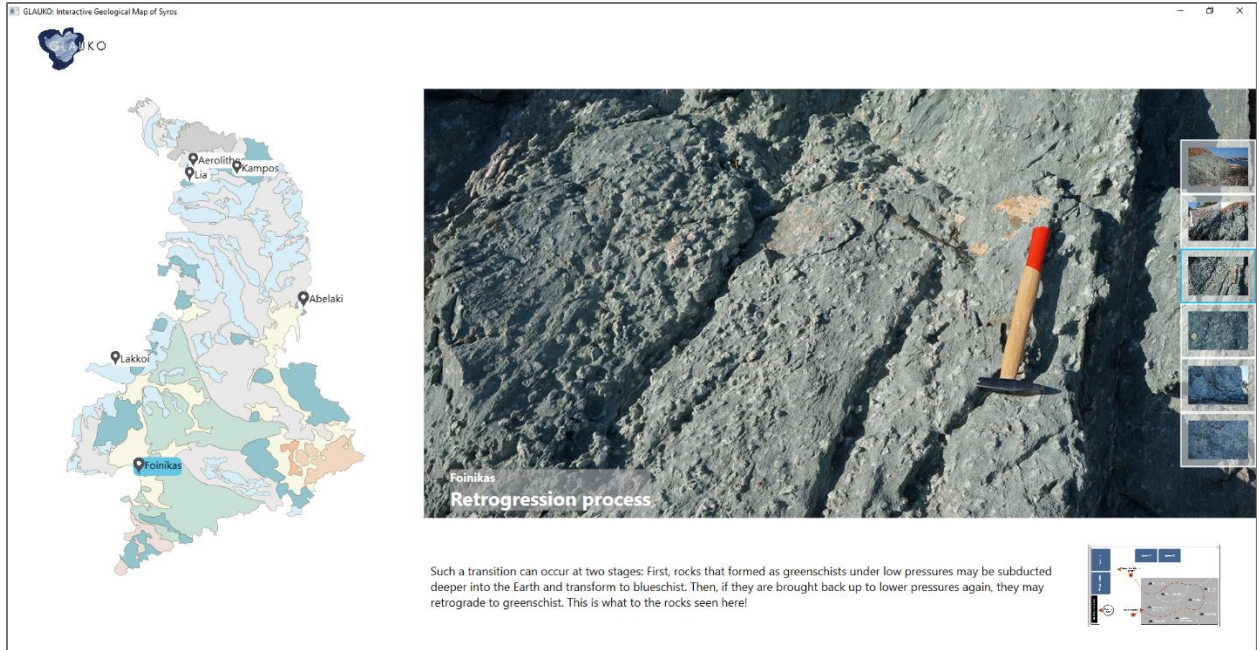 GLAUKO: Interactive Geological Map of Syros
GLAUKO
Kampos
Lia
Abelaki
Lakkoi
Foinikas
Foinikas
Retrogression process
Such a transition can occur at two stages: First, rocks that formed as greenschists under low pressures may be subducted
deeper into the Earth and transform to blueschist. Then, if they are brought back up to lower pressures again, they may
retrograde to greenschist. This is what to the rocks seen here!